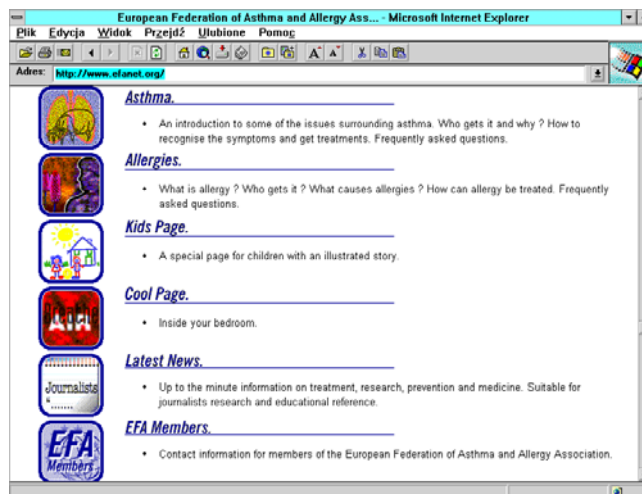 European Federation of Asthma and Allergy Ass... - Microsoft Internet Explorer
Plik Edycja Widok Przejdź Ulubione Pomoc
Adres: http://www.efanet.org/
Asthma.
• An introduction to some of the issues surrounding asthma. Who gets it and why ? How to
recognise the symptoms and get treatments. Frequently asked questions.
Allergies.
• What is allergy ? Who gets it ? What causes allergies ? How can allergy be treated. Frequently
asked questions.
Kids Page.
• A special page for children with an illustrated story.
Breathe
Air
Cool Page.
• Inside your bedroom.
Journalists
Latest News.
• Up to the minute information on treatment, research, prevention and medicine. Suitable for
journalists research and educational reference.
EFA
Members
EFA Members.
• Contact information for members of the European Federation of Asthma and Allergy Association.